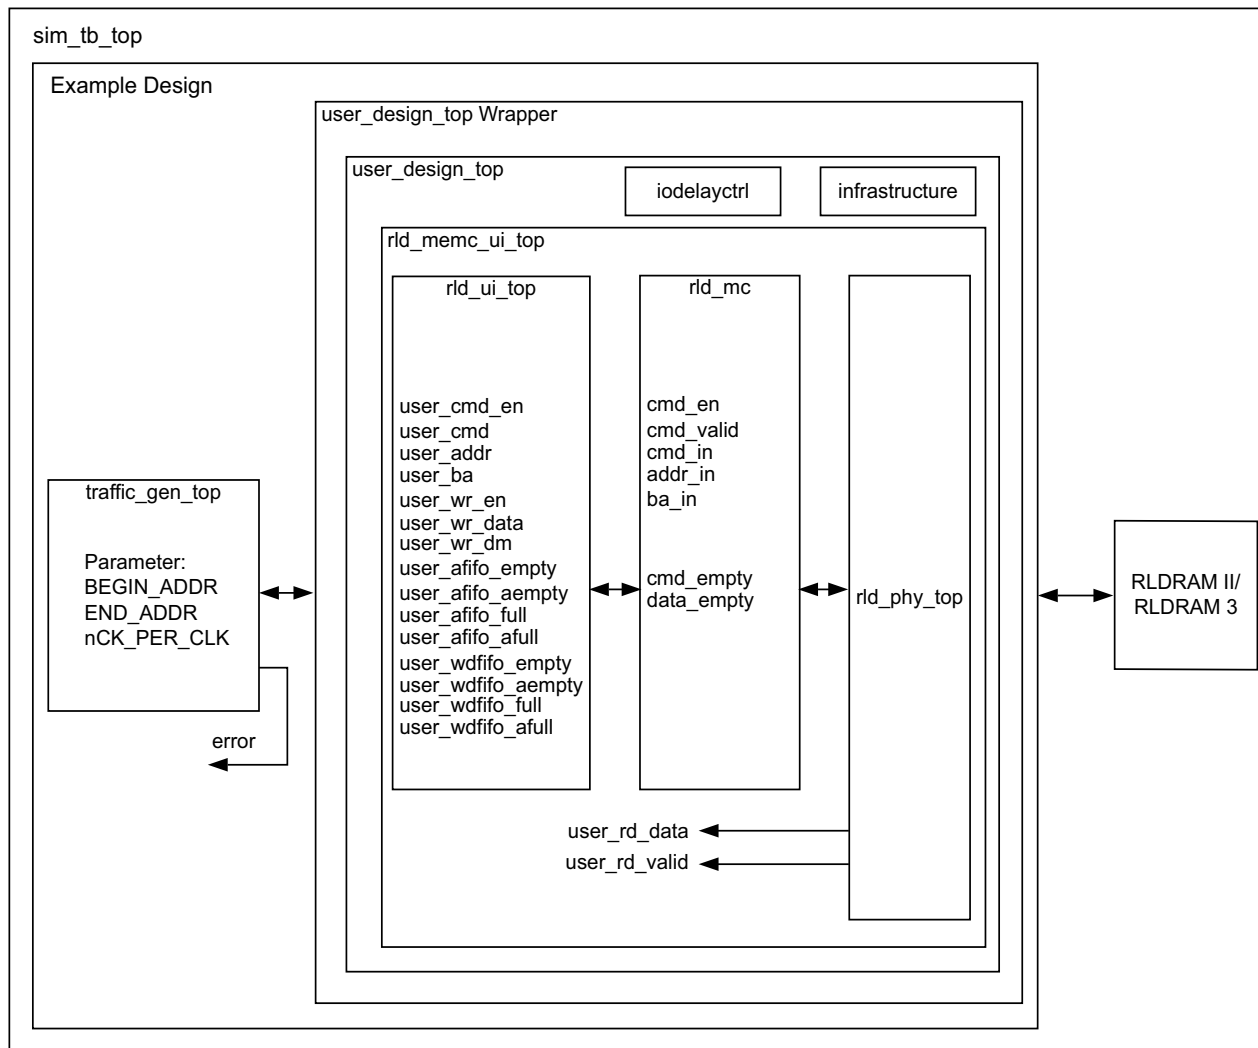 sim_tb_top
Example Design
user_design_top Wrapper
user_design_top
iodelayctrl
infrastructure
rld_memc_ui_top
rld_ui_top
user_cmd_en
user_cmd
user_addr
user_ba
user_wr_en
user_wr_data
user_wr_dm
user_afifo_empty
user_afifo_aempty
user_afifo_full
user_afifo_afull
user_wdfifo_empty
user_wdfifo_aempty
user_wdfifo_full
user_wdfifo_afull
rld_mc
cmd_en
cmd_valid
cmd_in
addr_in
ba_in
cmd_empty
data_empty
rld_phy_top
traffic_gen_top
Parameter:
BEGIN_ADDR
END_ADDR
nCK_PER_CLK
error
user_rd_data
user_rd_valid
RLDRAM II/
RLDRAM 3